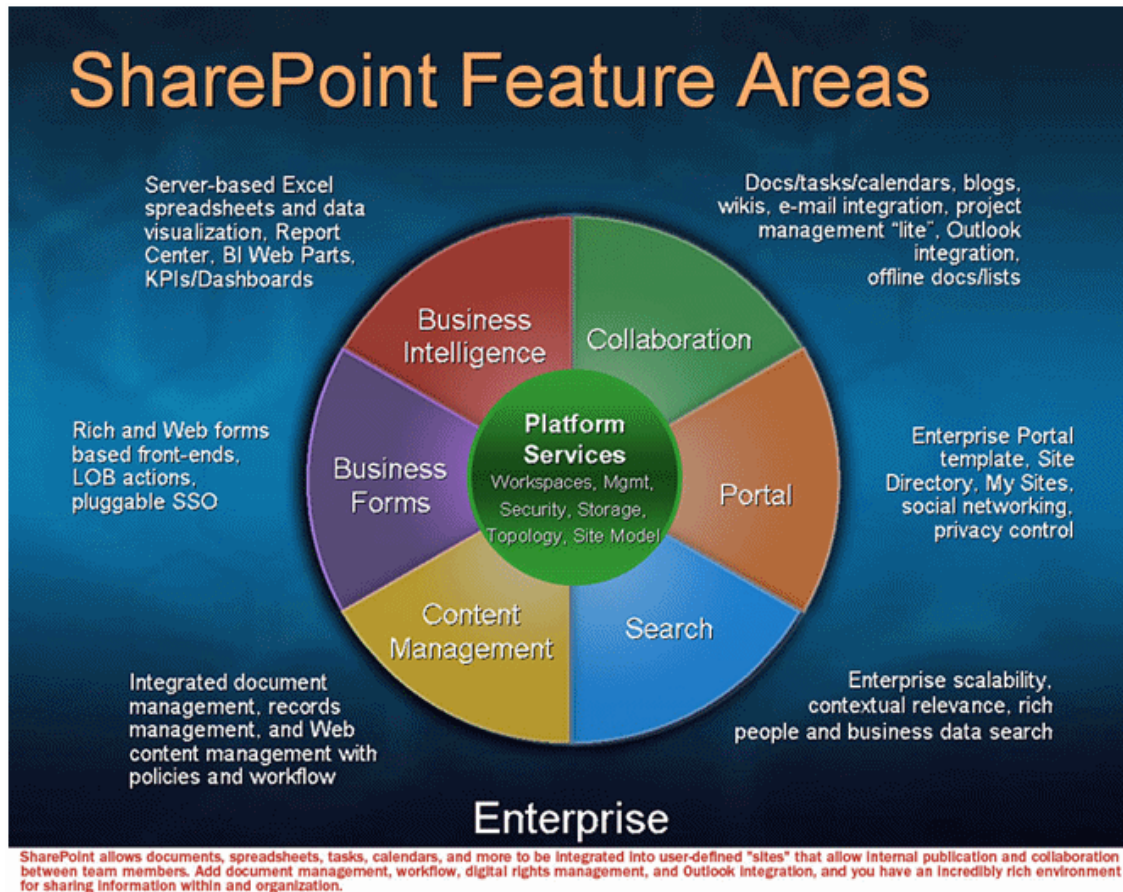 SharePoint Feature Areas
Server-based Excel
spreadsheets and data
visualization, Report
Center, BI Web Parts,
KPIs/Dashboards
Docs/tasks/calendars, blogs,
wikis, e-mail integration, project
management “lite”, Outlook
integration,
offline docs/lists
Business
Intelligence
Collaboration
Rich and Web forms
based front-ends,
LOB actions,
pluggable SSO
Business
Forms
Platform
Services
Workspaces, Mgmt,
Security, Storage,
Topology, Site Model
Portal
Enterprise Portal
template, Site
Directory, My Sites,
social networking,
privacy control
Content
Management
Search
Integrated document
management, records
management, and Web
content management with
policies and workflow
Enterprise scalability,
contextual relevance, rich
people and business data search
Enterprise
SharePoint allows documents, spreadsheets, tasks, calendars, and more to be integrated into user-defined "sites" that allow internal publication and collaboration
between team members. Add document management, workflow, digital rights management, and Outlook integration, and you have an incredibly rich environment
for sharing information within and organization.